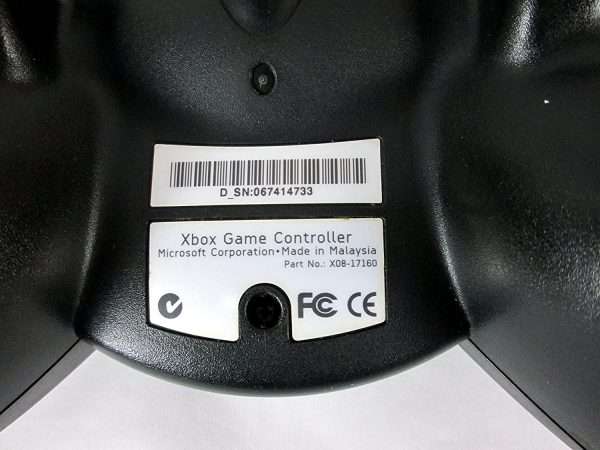 D_SN:067414733
Xbox Game Controller
Microsoft Corporation•Made in Malaysia
Part No.: X08-17160
FC CE